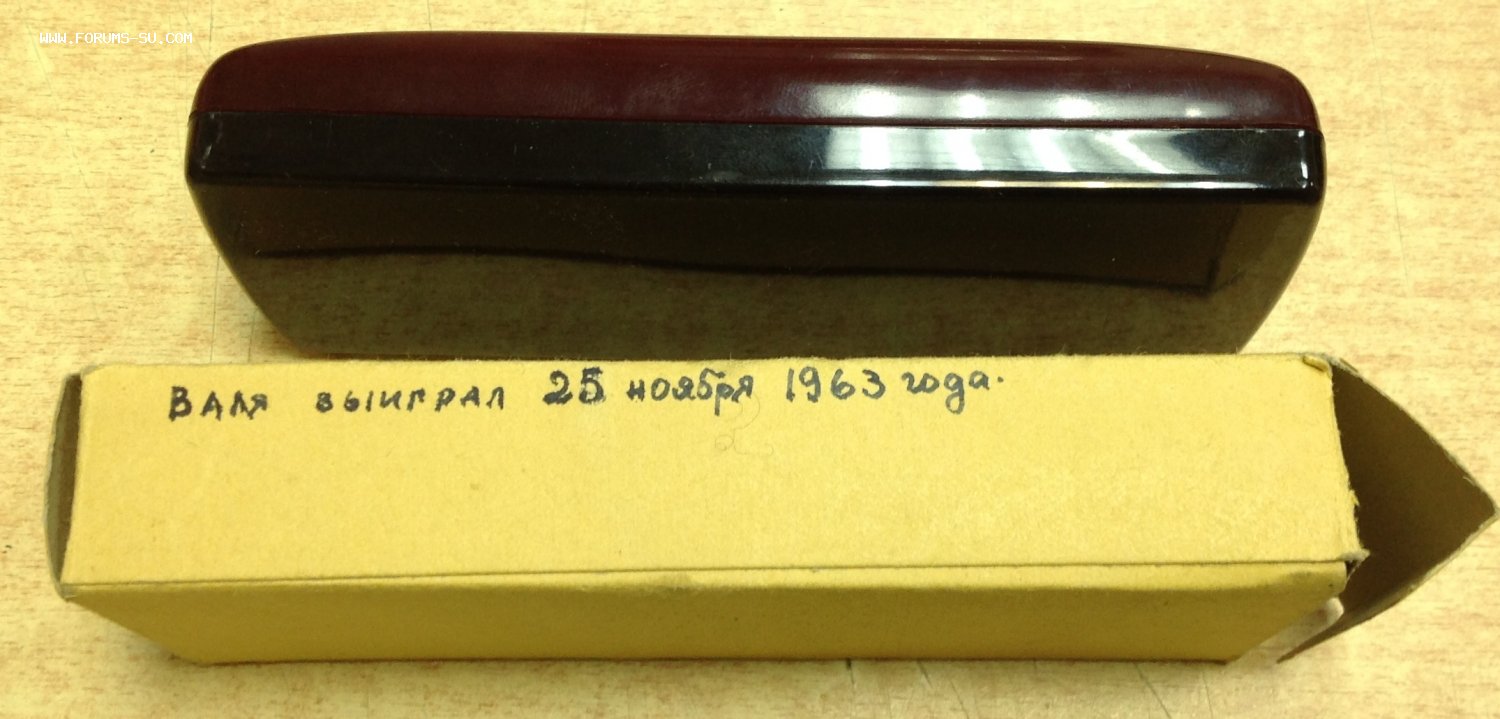 WWW.FORUMS-SU.COM
Валя выиграл 25 ноября 1963 года.